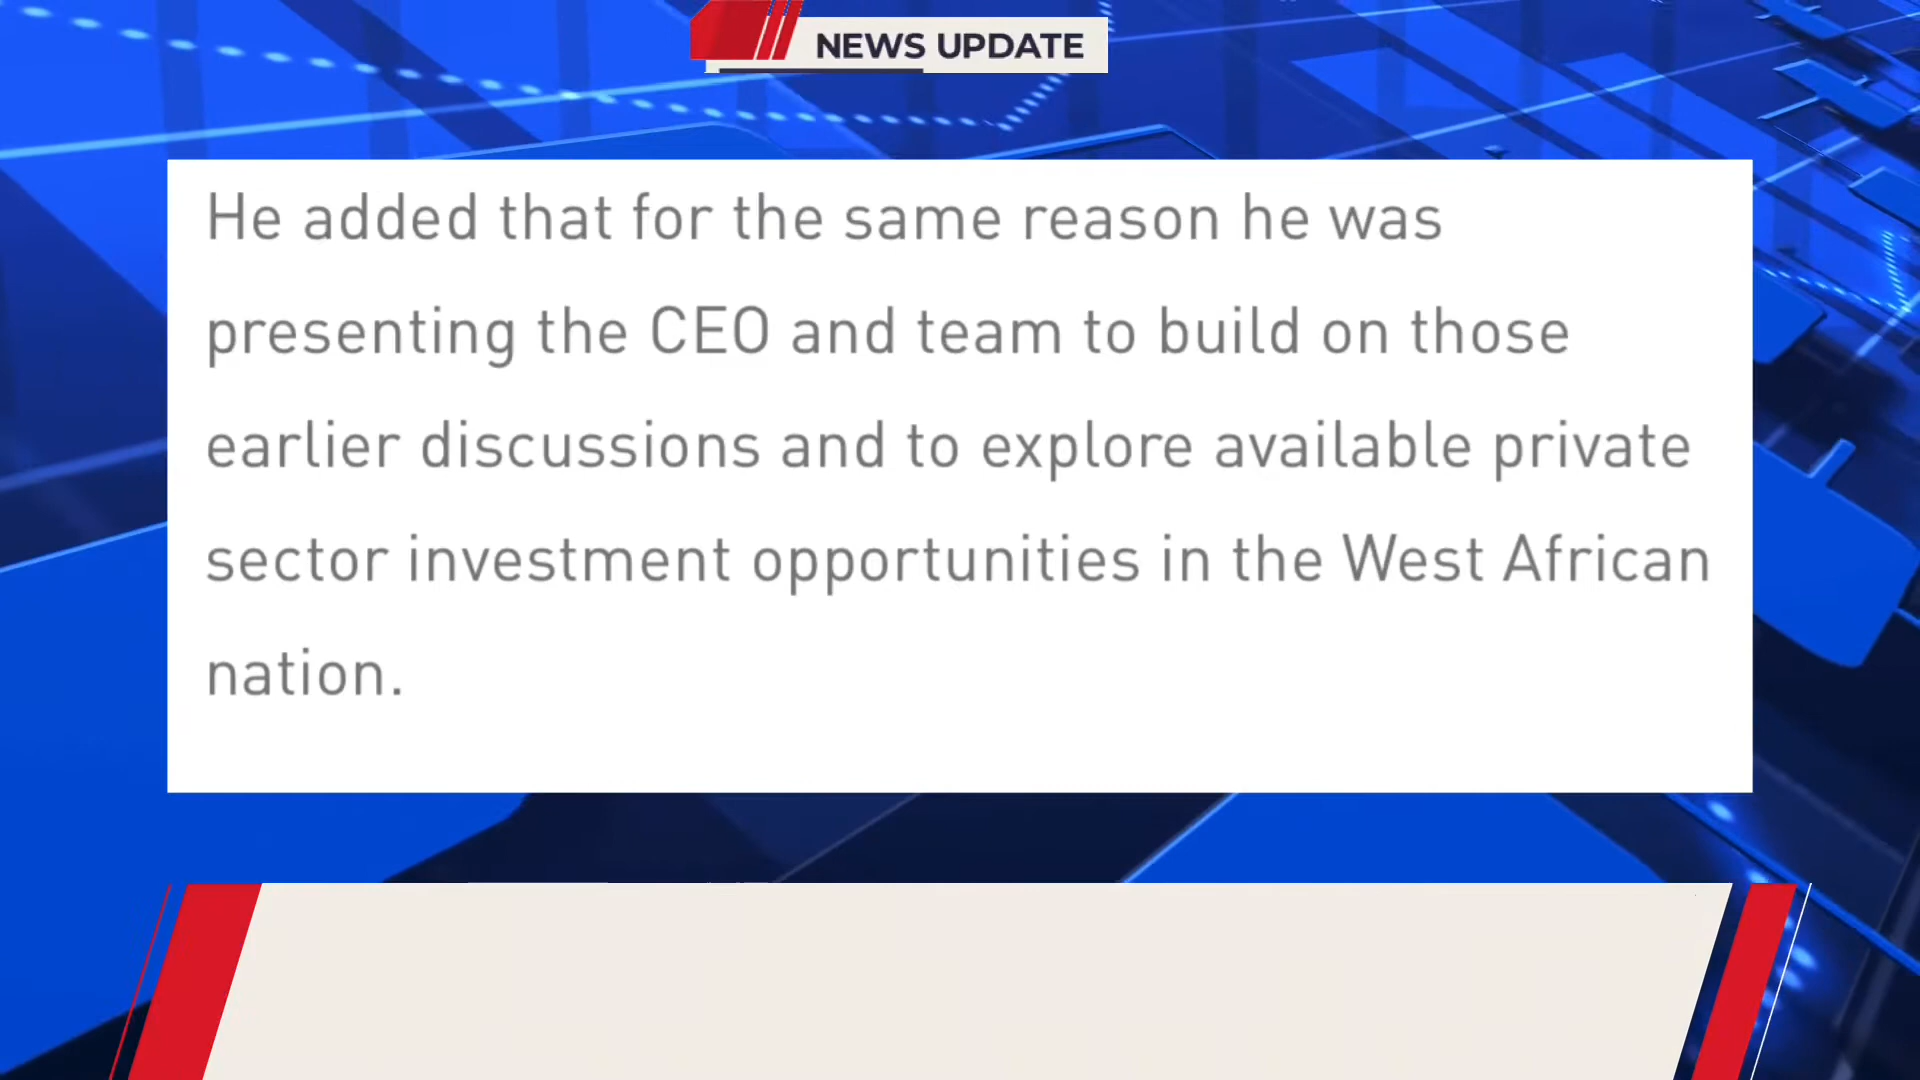 NEWS UPDATE
He added that for the same reason he was
presenting the CEO and team to build on those
earlier discussions and to explore available private
sector investment opportunities in the West African
nation.